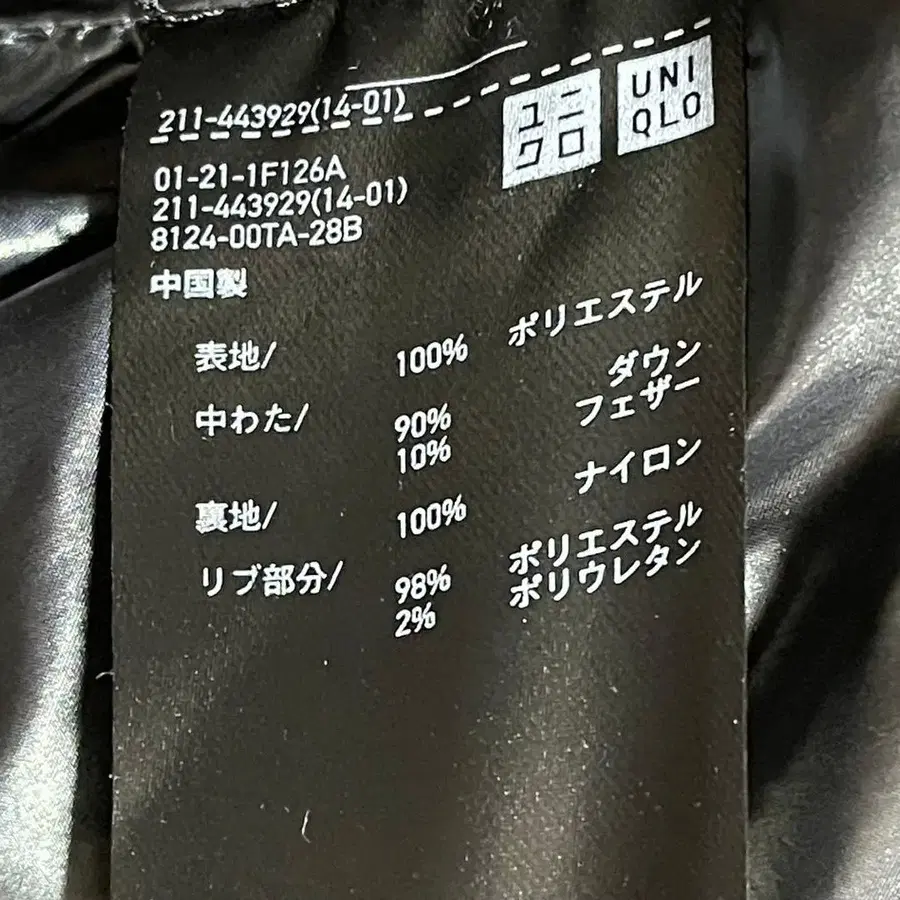 211-443929(14-01)
ユニ
クロ
UNI
QLO
01-21-1F126A
211-443929(14-01)
8124-00TA-28B
中国製
表地/ 100% ポリエステル
中わた/ 90% ダウン
10% フェザー
裏地/ 100% ナイロン
リブ部分/ 98% ポリエステル
2% ポリウレタン